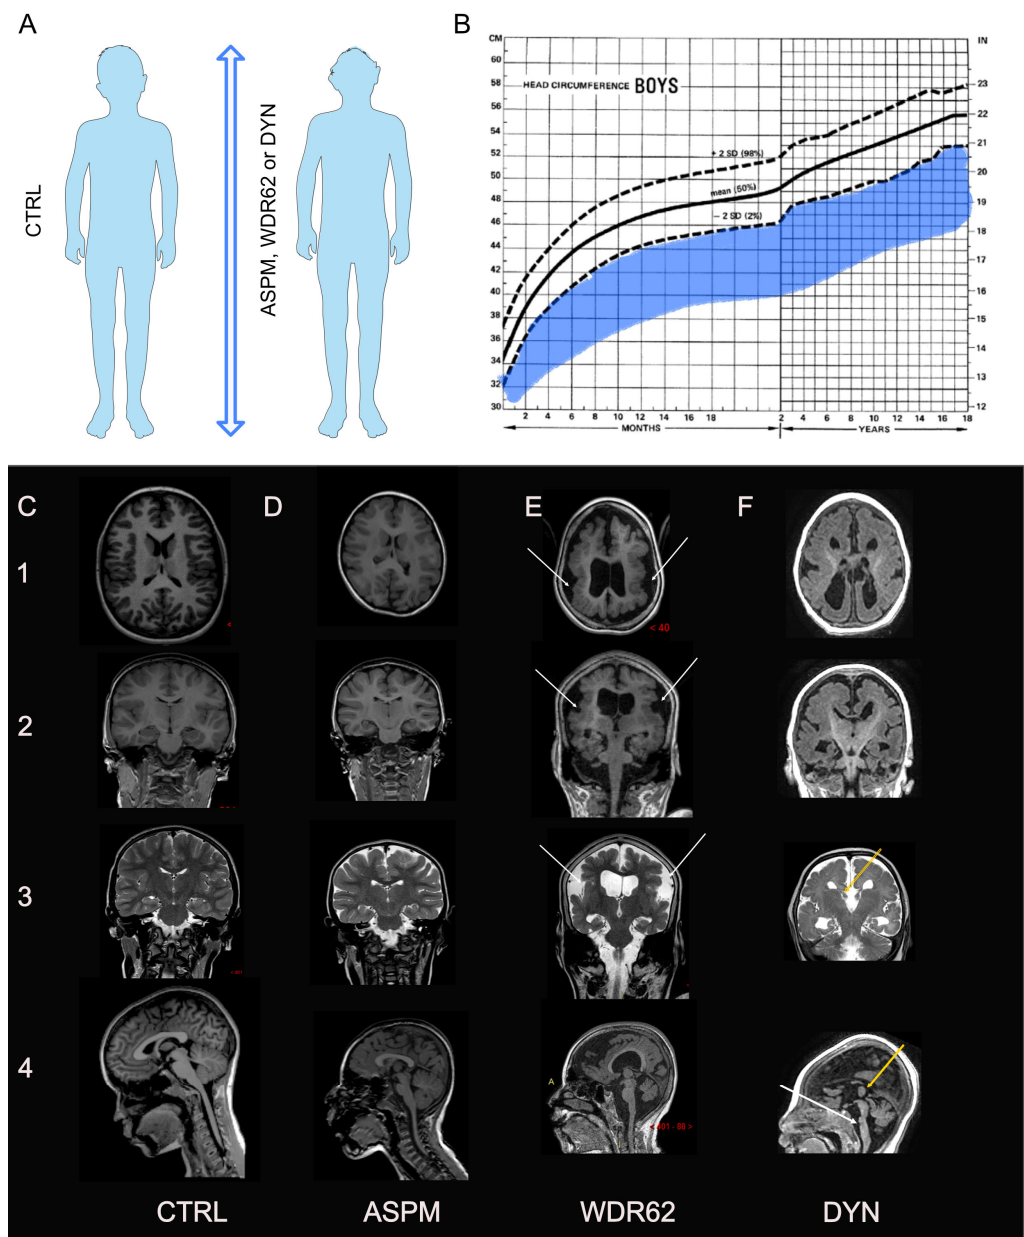 A
B
CTRL
ASPM, WDR62 or DYN
CM
IN
HEAD CIRCUMFERENCE BOYS
60
58
56
54
52
50
48
46
44
42
40
38
36
34
32
30
23
22
21
20
19
18
17
16
15
14
13
12
+ 2 SD (98%)
mean (50%)
− 2 SD (2%)
2 4 6 8 10 12 14 16 18 2 4 6 8 10 12 14 16 18
MONTHS YEARS
C D E F
1
< 40
2
3
4
A
CTRL ASPM WDR62 DYN